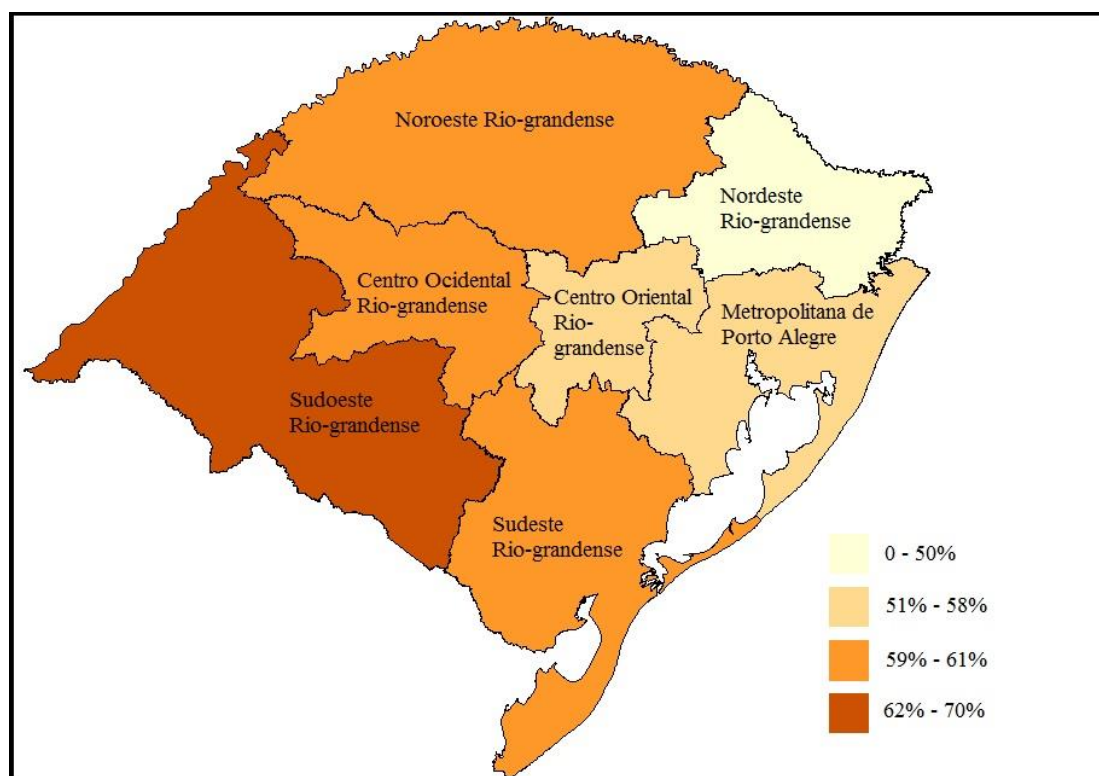 Noroeste Rio-grandense
Nordeste
Rio-grandense
Centro Ocidental
Rio-grandense
Centro Oriental
Rio-
grandense
Metropolitana de
Porto Alegre
Sudoeste
Rio-grandense
Sudeste
Rio-grandense
0 - 50%
51% - 58%
59% - 61%
62% - 70%